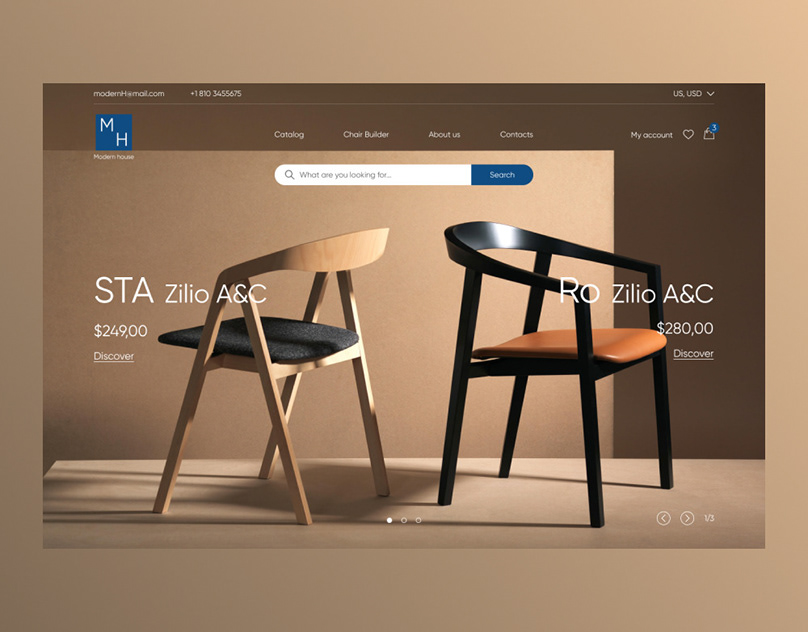 modernH@mail.com +1 810 3455675 US, USD
M
H
Modern house
Catalog Chair Builder About us Contacts My account 3
What are you looking for... Search
STA Zilio A&C
$249,00
Discover
Ro Zilio A&C
$280,00
Discover
1/3